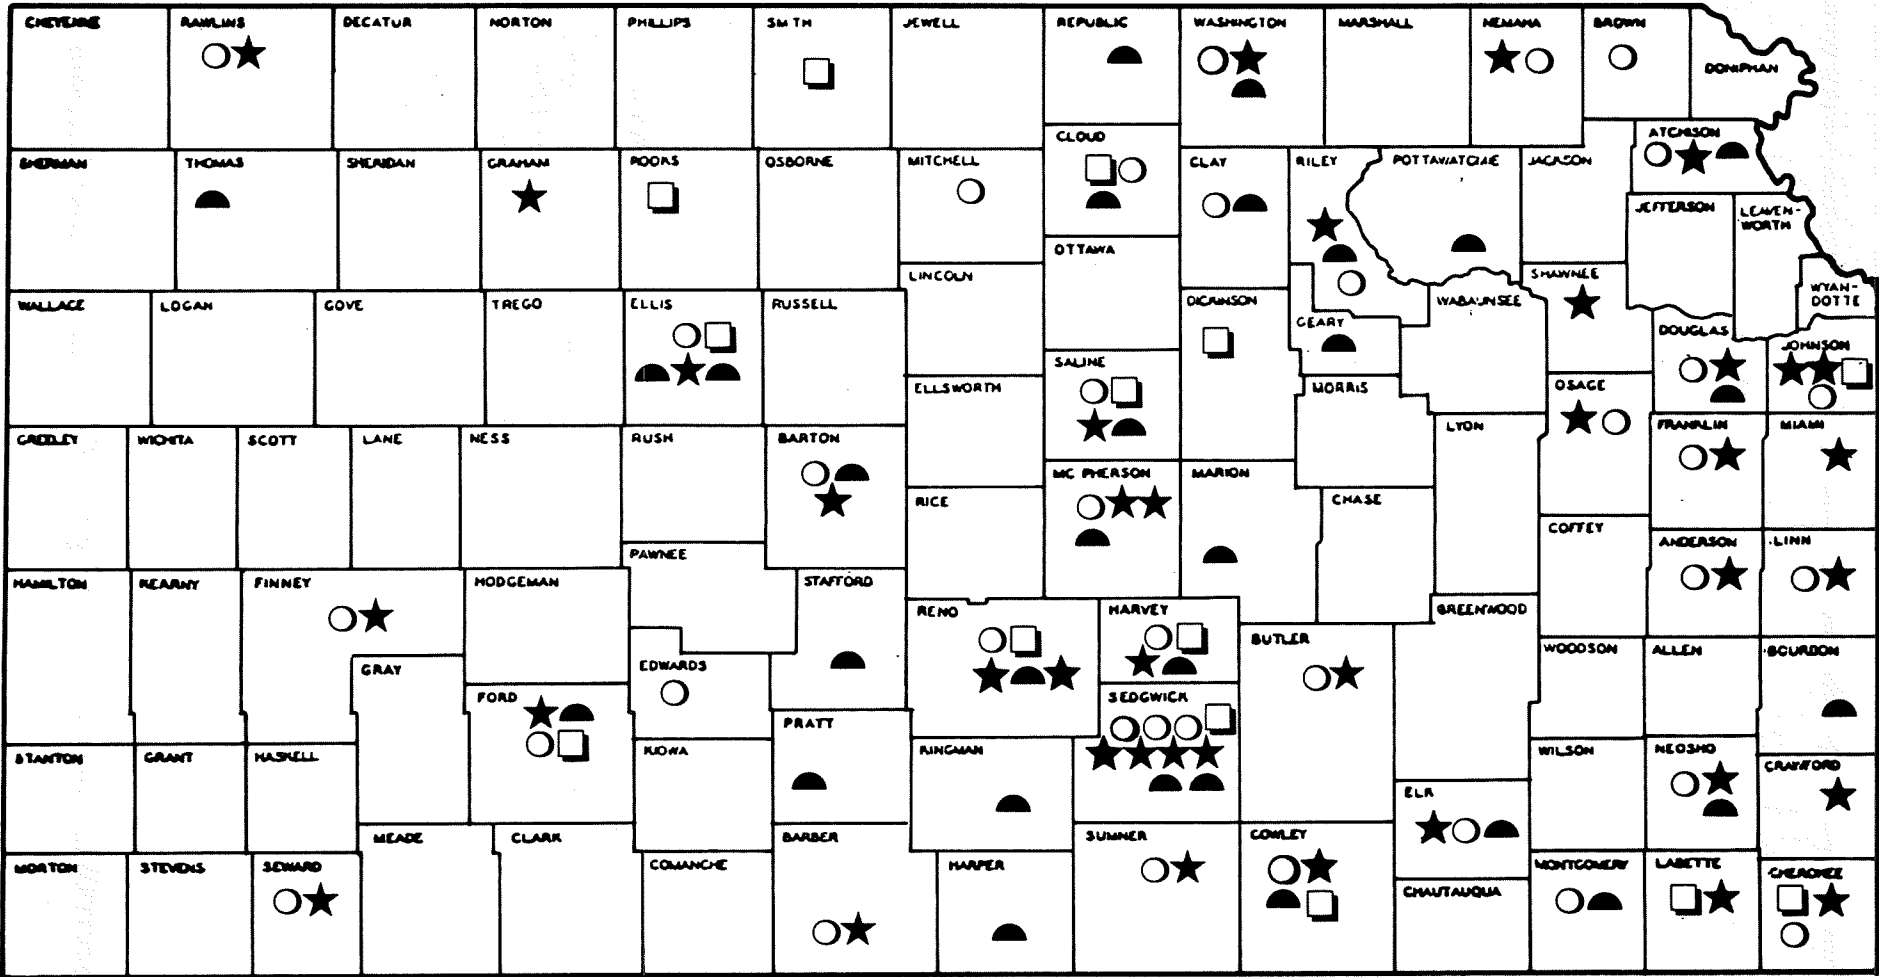 CHEYENNE
RAWLINS
DECATUR
NORTON
PHILLIPS
SMITH
JEWELL
REPUBLIC
WASHINGTON
MARSHALL
NEMAHA
BROWN
DONIPHAN
CLOUD
ATCHISON
SHERMAN
THOMAS
SHERIDAN
GRAHAM
ROOKS
OSBORNE
MITCHELL
CLAY
RILEY
POTTAWATOMIE
JACKSON
JEFFERSON
LEAVEN-
WORTH
OTTAWA
LINCOLN
SHAWNEE
WYAN-
DOTTE
WALLACE
LOGAN
GOVE
TREGO
ELLIS
RUSSELL
DICKINSON
WABAUNSEE
GEARY
DOUGLAS
JOHNSON
SALINE
ELLSWORTH
MORRIS
OSAGE
GREELEY
WICHITA
SCOTT
LANE
NESS
RUSH
BARTON
LYON
FRANKLIN
MIAMI
MC PHERSON
MARION
RICE
CHASE
COFFEY
ANDERSON
LINN
PAWNEE
HAMILTON
KEARNY
FINNEY
HODGEMAN
STAFFORD
RENO
HARVEY
GREENWOOD
BUTLER
WOODSON
ALLEN
BOURBON
GRAY
EDWARDS
FORD
SEDGWICK
PRATT
STANTON
GRANT
HASKELL
KIOWA
KINGMAN
WILSON
NEOSHO
CRAWFORD
ELK
MEADE
CLARK
BARBER
SUMNER
COWLEY
MORTON
STEVENS
SEWARD
COMANCHE
HARPER
MONTGOMERY
LABETTE
CHEROKEE
CHAUTAUQUA